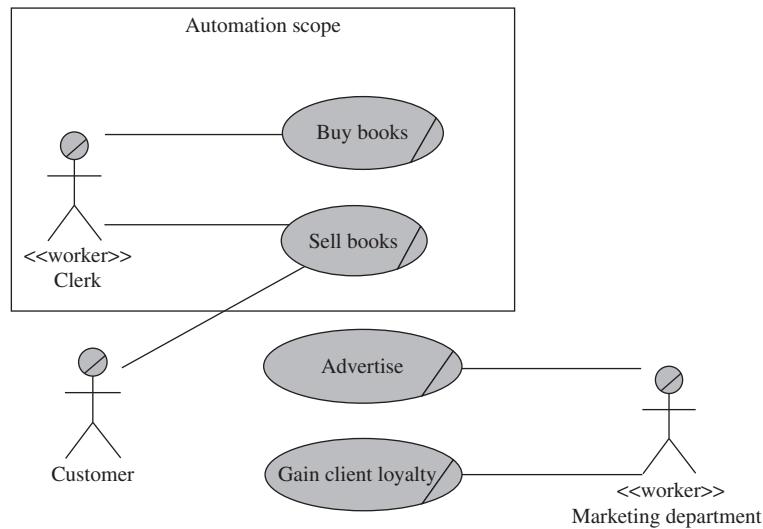 Automation scope
Buy books
Sell books
<<worker>>
Clerk
Advertise
Customer
Gain client loyalty
<<worker>>
Marketing department